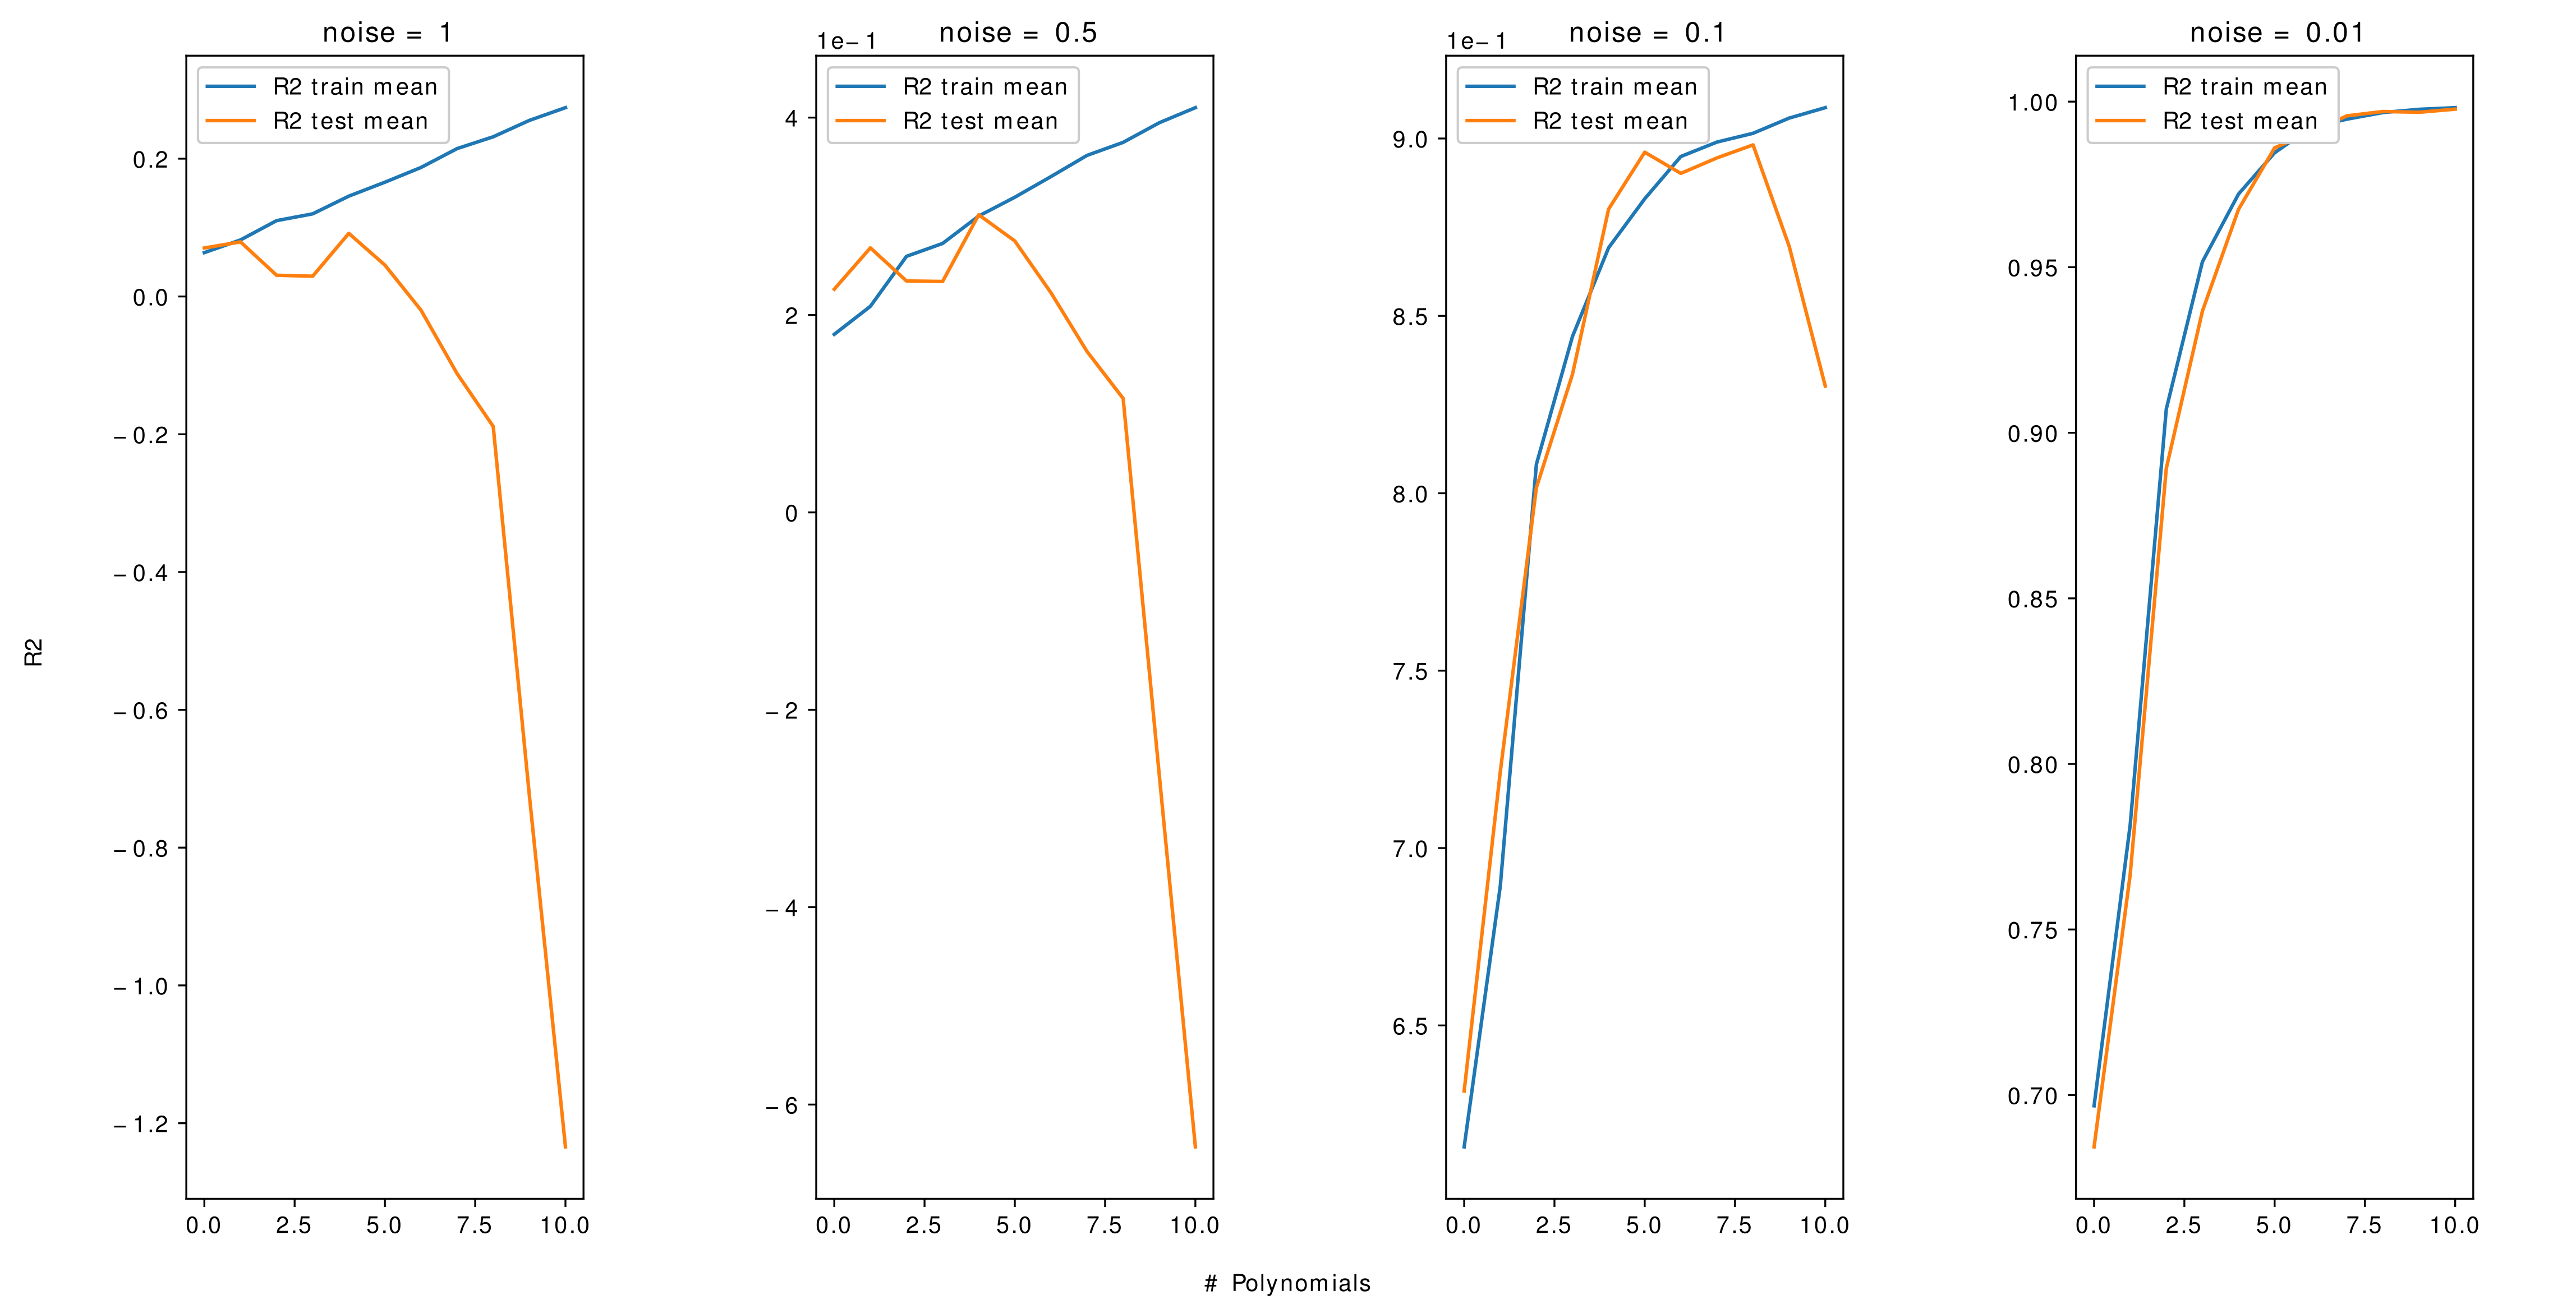 noise = 1
R2 train mean
R2 test mean
0.2
0.0
−0.2
−0.4
−0.6
−0.8
−1.0
−1.2
0.0 2.5 5.0 7.5 10.0
1e−1
noise = 0.5
R2 train mean
R2 test mean
4
2
0
−2
−4
−6
0.0 2.5 5.0 7.5 10.0
1e−1
noise = 0.1
R2 train mean
R2 test mean
9.0
8.5
8.0
7.5
7.0
6.5
0.0 2.5 5.0 7.5 10.0
noise = 0.01
R2 train mean
R2 test mean
1.00
0.95
0.90
0.85
0.80
0.75
0.70
0.0 2.5 5.0 7.5 10.0
R2
# Polynomials